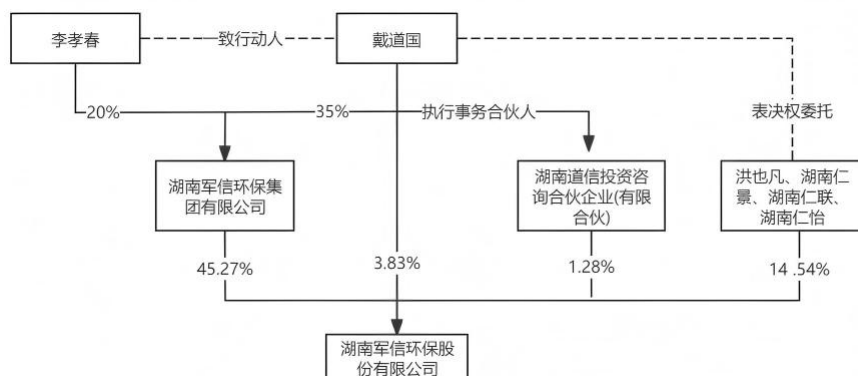 李孝春
致行动人
戴道国
20%
35%
执行事务合伙人
表决权委托
湖南军信环保集
团有限公司
湖南道信投资咨
询合伙企业(有限
合伙)
洪也凡、湖南仁
景、湖南仁联、
湖南仁怡
45.27%
3.83%
1.28%
14 .54%
湖南军信环保股
份有限公司